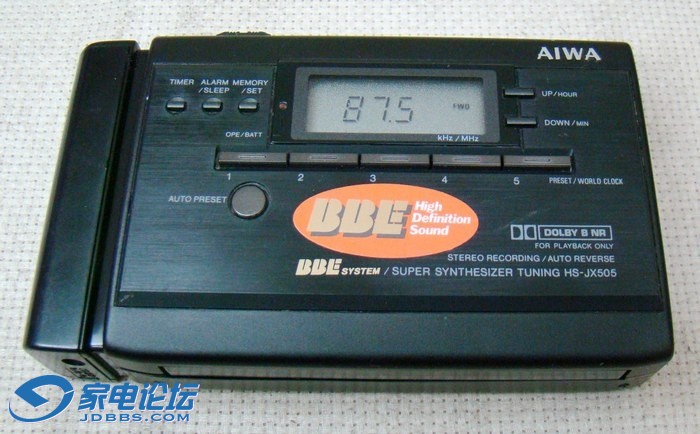 AIWA
TIMER ALARM /SLEEP MEMORY /SET
87.5 FWD
kHz / MHz
UP/HOUR
DOWN/MIN
OPE/BATT
1 2 3 4 5 PRESET/WORLD CLOCK
AUTO PRESET
BBE High Definition Sound
DOLBY B NR
FOR PLAYBACK ONLY
STEREO RECORDING/AUTO REVERSE
BBE SYSTEM / SUPER SYNTHESIZER TUNING HS-JX505
家电论坛
JDBBS.COM